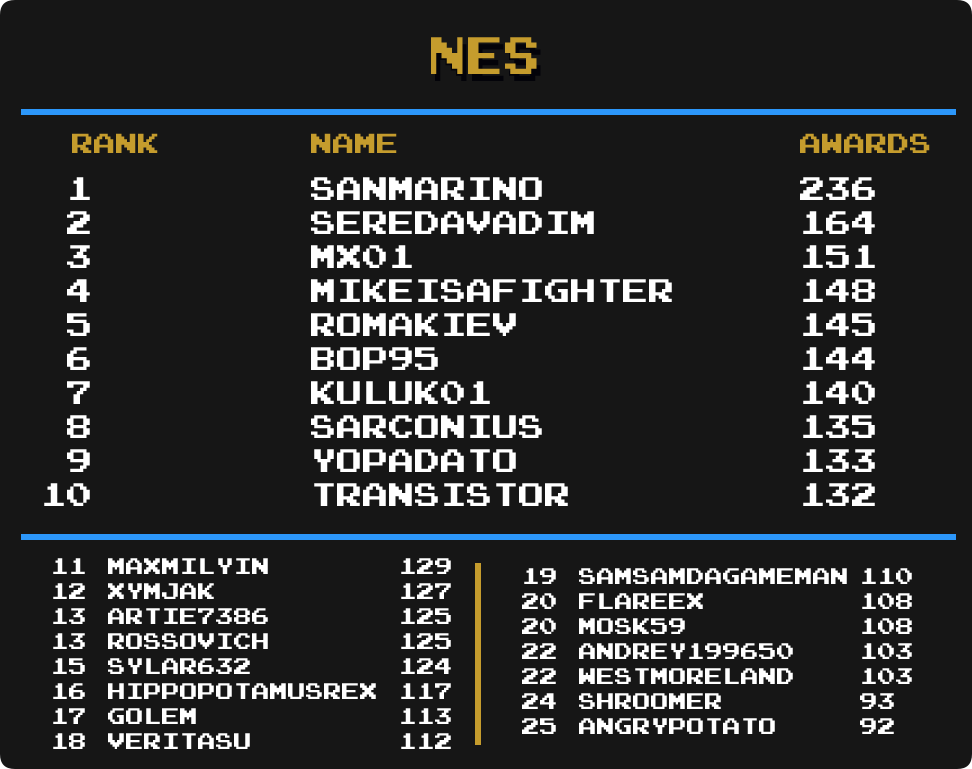 NES
RANK NAME AWARDS
1 SANMARINO 236
2 SEREDAVADIM 164
3 MX01 151
4 MIKEISAFIGHTER 148
5 ROMAKIEV 145
6 BOP95 144
7 KULUK01 140
8 SARCONIUS 135
9 YOPADATO 133
10 TRANSISTOR 132
11 MAXMILYIN 129
12 XYMJAK 127
13 ARTIE7386 125
13 ROSSOVICH 125
15 SYLAR632 124
16 HIPPOPOTAMUSREX 117
17 GOLEM 113
18 VERITASU 112
19 SAMSAMDAGAMEMAN 110
20 FLAREEX 108
20 MOSK59 108
22 ANDREY199650 103
22 WESTMORELAND 103
24 SHROOMER 93
25 ANGRYPOTATO 92